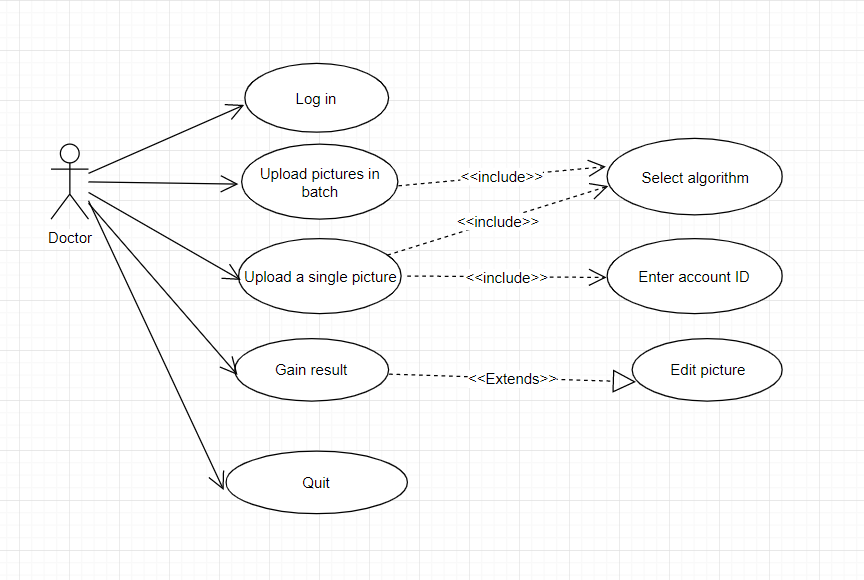 Log in
Upload pictures in
batch
<<include>>
Select algorithm
<<include>>
Doctor
Upload a single picture
<<include>>
Enter account ID
Gain result
<<Extends>>
Edit picture
Quit